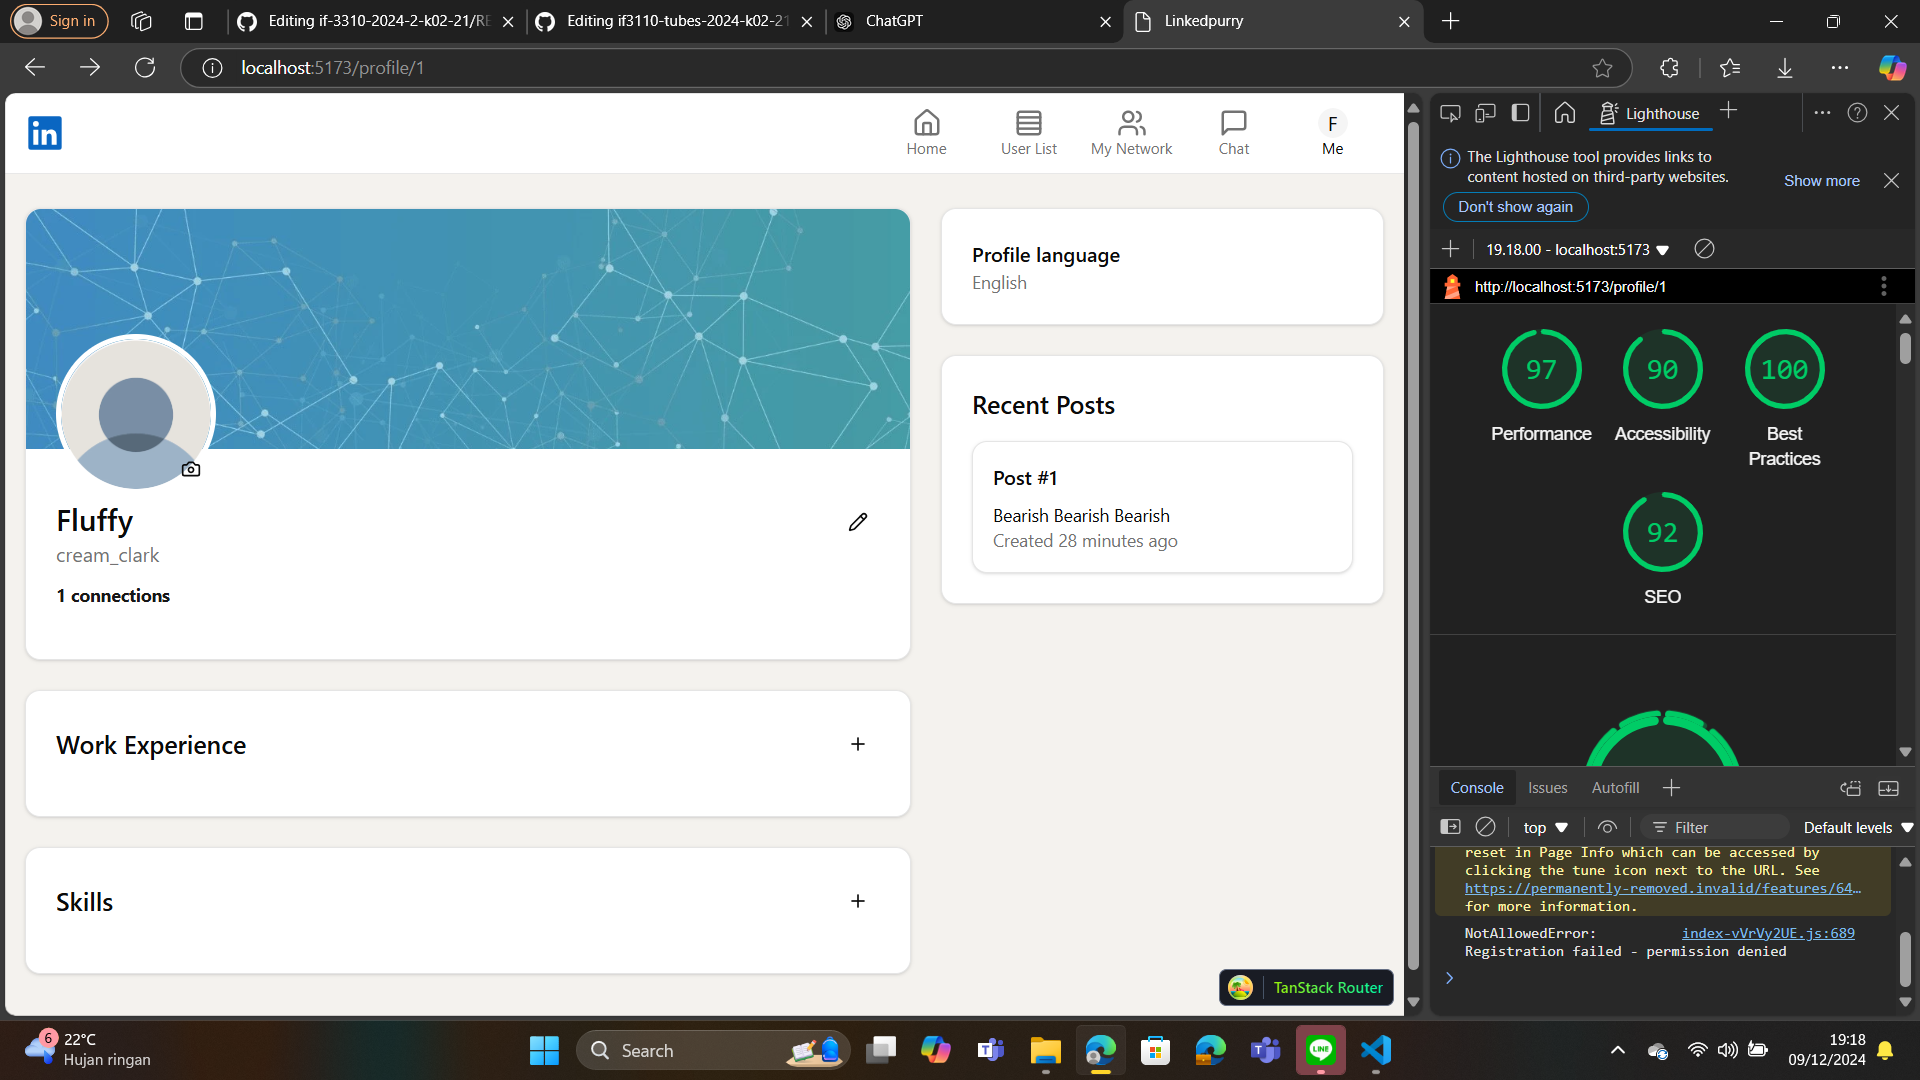 Sign in
Editing if-3310-2024-2-k02-21/RE
Editing if3110-tubes-2024-k02-21
ChatGPT
Linkedpurry
localhost:5173/profile/1
in
Home
User List
My Network
Chat
F
Me
Fluffy
cream_clark
1 connections
Work Experience
Skills
Profile language
English
Recent Posts
Post #1
Bearish Bearish Bearish
Created 28 minutes ago
TanStack Router
Lighthouse
The Lighthouse tool provides links to
content hosted on third-party websites.
Show more
Don't show again
19.18.00 - localhost:5173
http://localhost:5173/profile/1
97
Performance
90
Accessibility
100
Best
Practices
92
SEO
Console
Issues
Autofill
top
Filter
Default levels
reset in Page Info which can be accessed by
clicking the tune icon next to the URL. See
https://permanently-removed.invalid/features/64…
for more information.
NotAllowedError: index-vVrVy2UE.js:689
Registration failed - permission denied
6
22°C
Hujan ringan
Search
19:18
09/12/2024